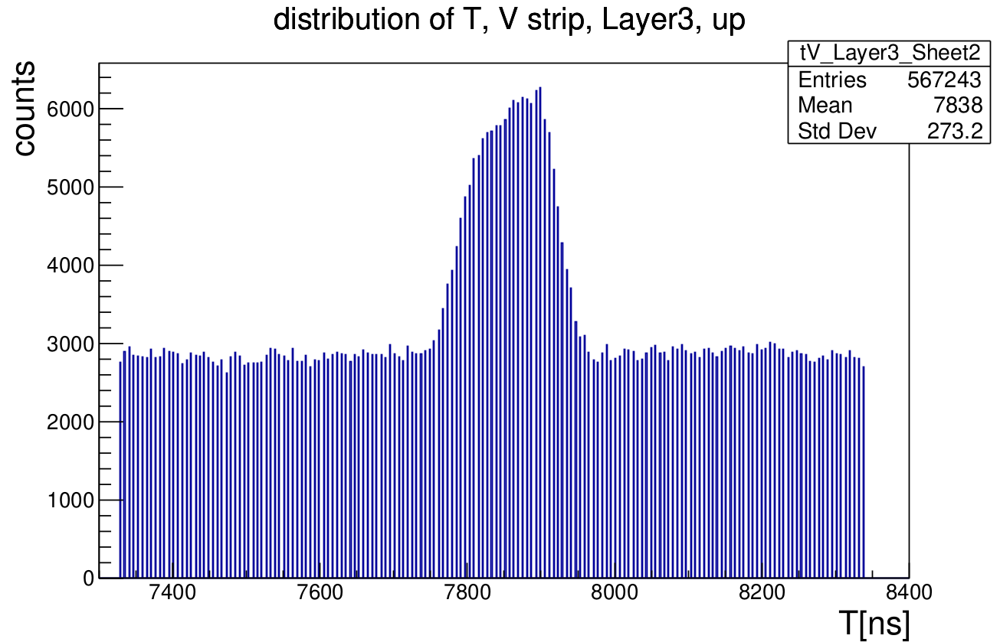 distribution of T, V strip, Layer3, up
tV_Layer3_Sheet2
Entries 567243
Mean 7838
Std Dev 273.2
counts
6000
5000
4000
3000
2000
1000
0
7400 7600 7800 8000 8200 8400
T[ns]